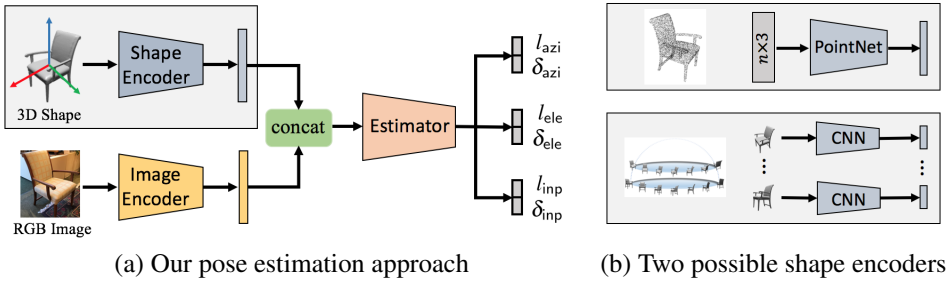 Shape
Encoder
3D Shape
concat
Estimator
Image
Encoder
RGB Image
l_azi
δ_azi
l_ele
δ_ele
l_inp
δ_inp
(a) Our pose estimation approach
n×3
PointNet
CNN
CNN
(b) Two possible shape encoders